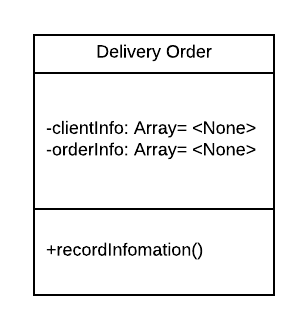 Delivery Order
-clientInfo: Array= <None>
-orderInfo: Array= <None>
+recordInfomation()